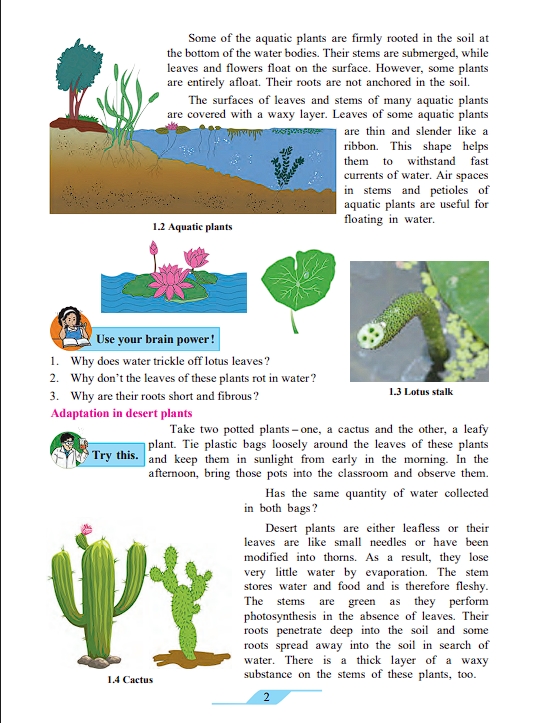 Some of the aquatic plants are firmly rooted in the soil at
the bottom of the water bodies. Their stems are submerged, while
leaves and flowers float on the surface. However, some plants
are entirely afloat. Their roots are not anchored in the soil.
The surfaces of leaves and stems of many aquatic plants
are covered with a waxy layer. Leaves of some aquatic plants
are thin and slender like a
ribbon. This shape helps
them to withstand fast
currents of water. Air spaces
in stems and petioles of
aquatic plants are useful for
floating in water.
1.2 Aquatic plants
Use your brain power!
1. Why does water trickle off lotus leaves?
2. Why don't the leaves of these plants rot in water?
3. Why are their roots short and fibrous?
1.3 Lotus stalk
Adaptation in desert plants
Try this.
Take two potted plants – one, a cactus and the other, a leafy
plant. Tie plastic bags loosely around the leaves of these plants
and keep them in sunlight from early in the morning. In the
afternoon, bring those pots into the classroom and observe them.
Has the same quantity of water collected
in both bags?
Desert plants are either leafless or their
leaves are like small needles or have been
modified into thorns. As a result, they lose
very little water by evaporation. The stem
stores water and food and is therefore fleshy.
The stems are green as they perform
photosynthesis in the absence of leaves. Their
roots penetrate deep into the soil and some
roots spread away into the soil in search of
water. There is a thick layer of a waxy
substance on the stems of these plants, too.
1.4 Cactus
2